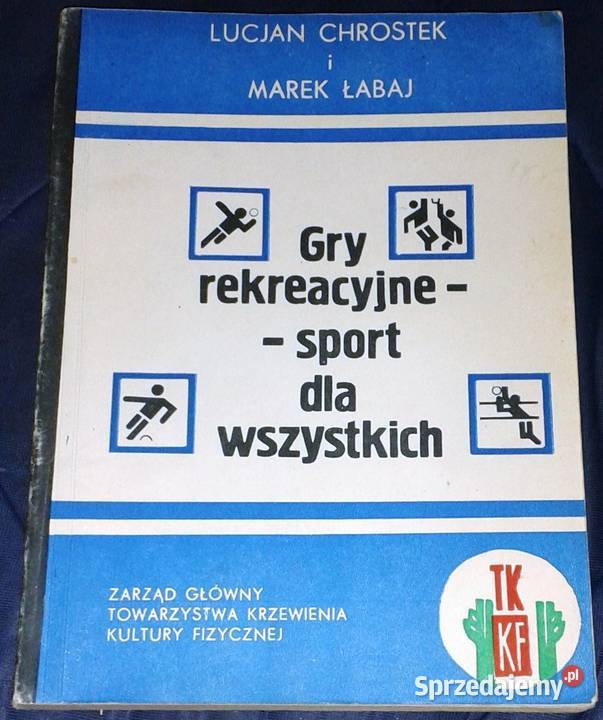 LUCJAN CHROSTEK
i
MAREK ŁABAJ
Gry
rekreacyjne –
– sport
dla
wszystkich
ZARZĄD GŁÓWNY
TOWARZYSTWA KRZEWIENIA
KULTURY FIZYCZNEJ
TK
KF
Sprzedajemy.pl